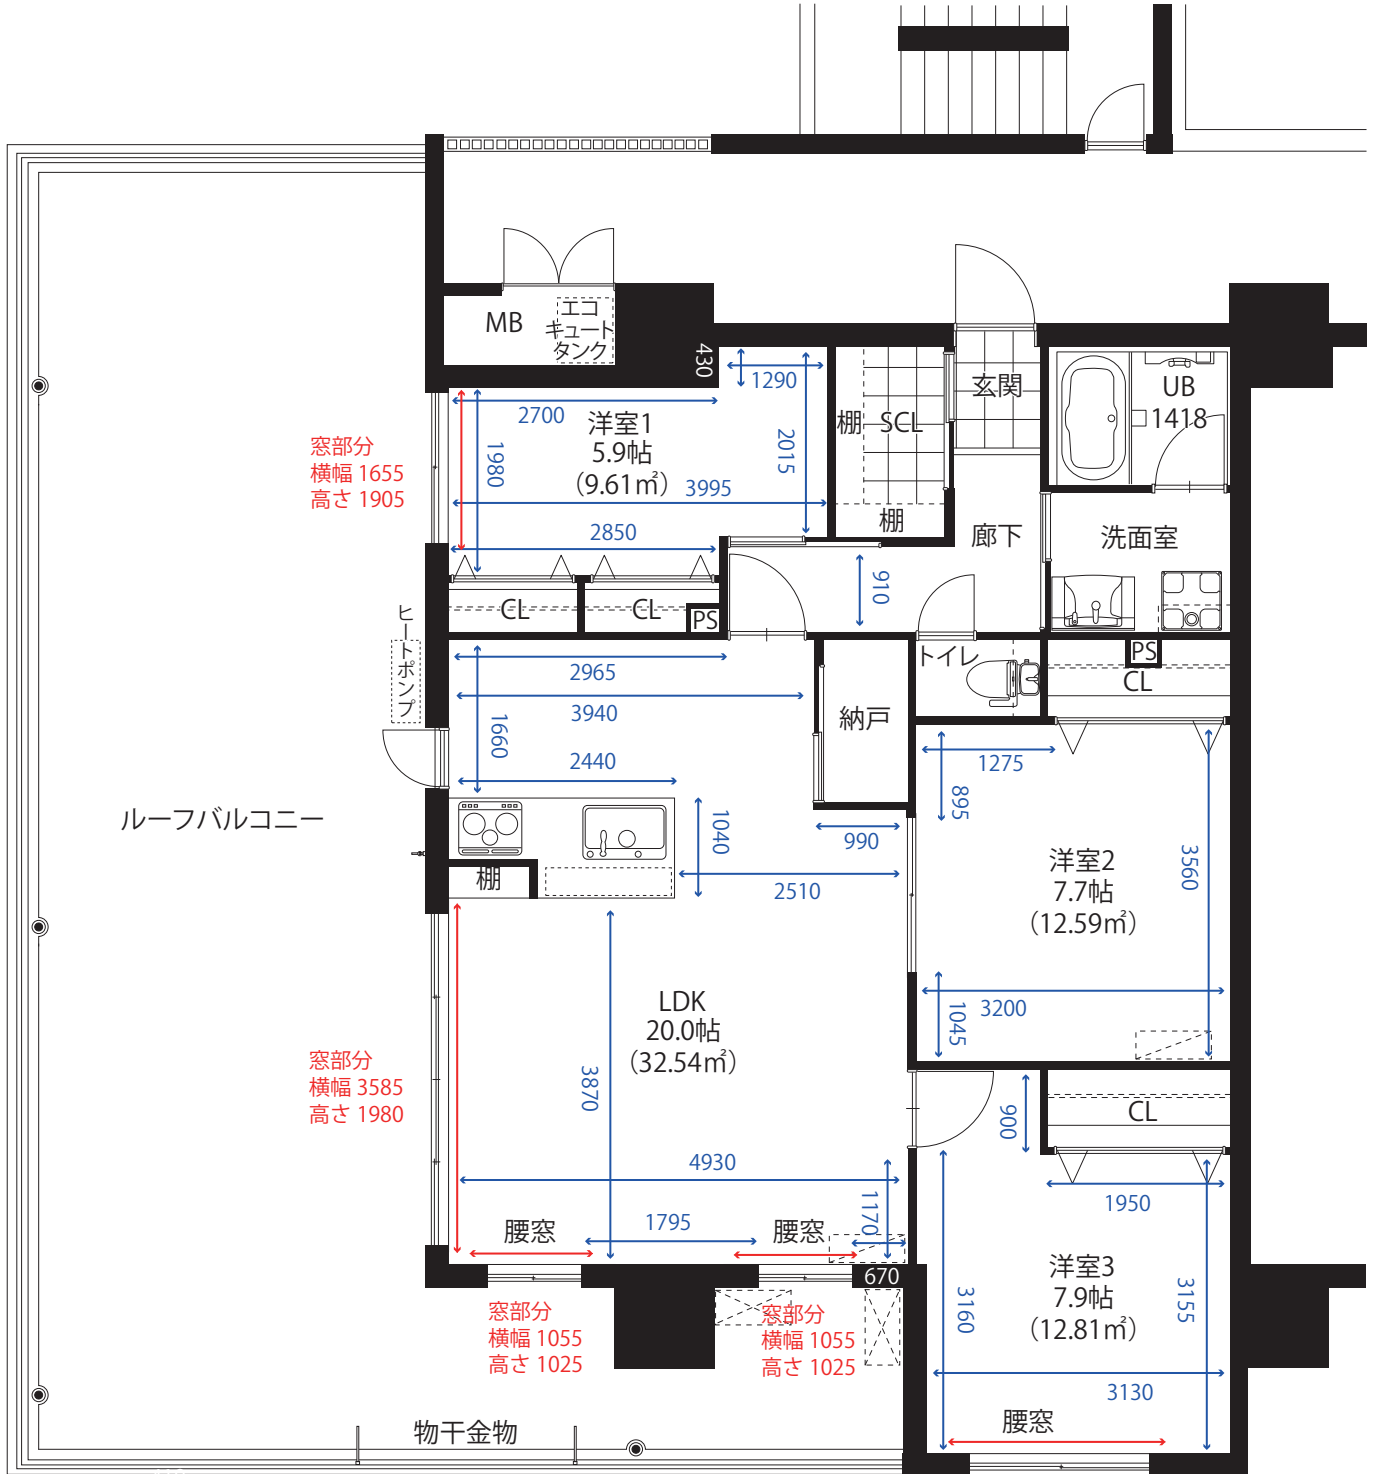 MB
エコ
キュート
タンク
430
1290
2700
洋室1
5.9帖
(9.61㎡)
1980
2015
3995
2850
棚
SCL
棚
玄関
UB
1418
窓部分
横幅 1655
高さ 1905
廊下
洗面室
910
CL
CL
PS
ヒートポンプ
2965
3940
1660
2440
トイレ
PS
CL
納戸
1275
895
3560
ルーフバルコニー
1040
990
2510
棚
洋室2
7.7帖
(12.59㎡)
3200
1045
LDK
20.0帖
(32.54㎡)
窓部分
横幅 3585
高さ 1980
3870
900
CL
4930
1170
1950
1795
腰窓
腰窓
670
洋室3
7.9帖
(12.81㎡)
3160
3155
窓部分
横幅 1055
高さ 1025
窓部分
横幅 1055
高さ 1025
3130
腰窓
物干金物